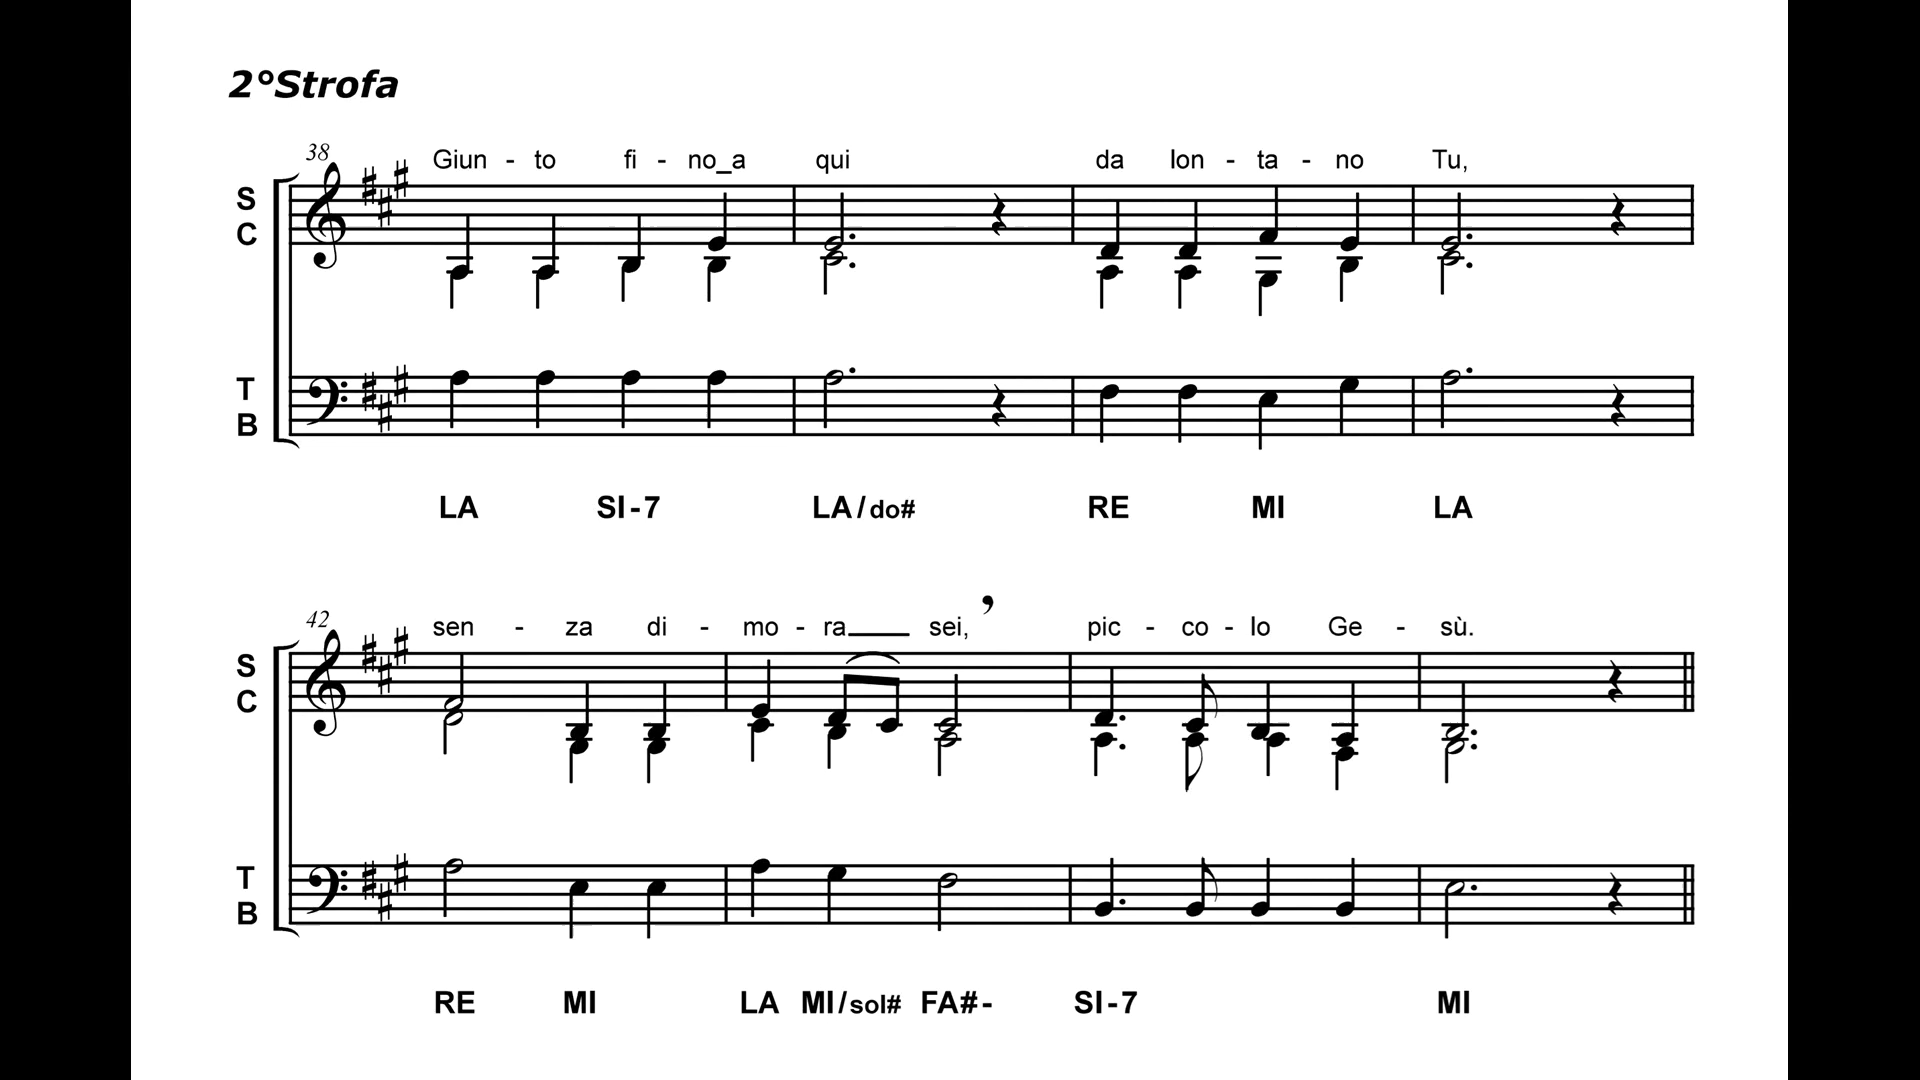 2°Strofa
38
Giun - to fi - no_a qui da lon - ta - no Tu,
S
C
T
B
LA SI-7 LA/do# RE MI LA
42
sen - za di - mo - ra sei, pic - co - lo Ge - sù.
S
C
T
B
RE MI LA MI/sol# FA#- SI-7 MI